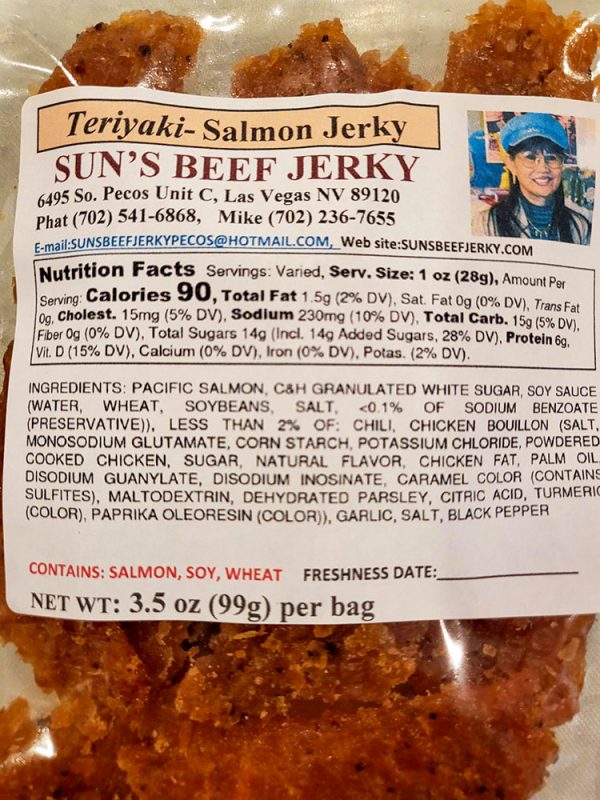 Teriyaki- Salmon Jerky
SUN'S BEEF JERKY
6495 So. Pecos Unit C, Las Vegas NV 89120
Phat (702) 541-6868, Mike (702) 236-7655
E-mail:SUNSBEEFJERKYPECOS@HOTMAIL.COM, Web site:SUNSBEEFJERKY.COM
Nutrition Facts Servings: Varied, Serv. Size: 1 oz (28g), Amount Per
Serving: Calories 90, Total Fat 1.5g (2% DV), Sat. Fat 0g (0% DV), Trans Fat
0g, Cholest. 15mg (5% DV), Sodium 230mg (10% DV), Total Carb. 15g (5% DV),
Fiber 0g (0% DV), Total Sugars 14g (Incl. 14g Added Sugars, 28% DV), Protein 6g,
Vit. D (15% DV), Calcium (0% DV), Iron (0% DV), Potas. (2% DV).
INGREDIENTS: PACIFIC SALMON, C&H GRANULATED WHITE SUGAR, SOY SAUCE
(WATER, WHEAT, SOYBEANS, SALT, <0.1% OF SODIUM BENZOATE
(PRESERVATIVE)), LESS THAN 2% OF: CHILI, CHICKEN BOUILLON (SALT,
MONOSODIUM GLUTAMATE, CORN STARCH, POTASSIUM CHLORIDE, POWDERED
COOKED CHICKEN, SUGAR, NATURAL FLAVOR, CHICKEN FAT, PALM OIL,
DISODIUM GUANYLATE, DISODIUM INOSINATE, CARAMEL COLOR (CONTAINS
SULFITES), MALTODEXTRIN, DEHYDRATED PARSLEY, CITRIC ACID, TURMERIC
(COLOR), PAPRIKA OLEORESIN (COLOR)), GARLIC, SALT, BLACK PEPPER
CONTAINS: SALMON, SOY, WHEAT FRESHNESS DATE:
NET WT: 3.5 oz (99g) per bag